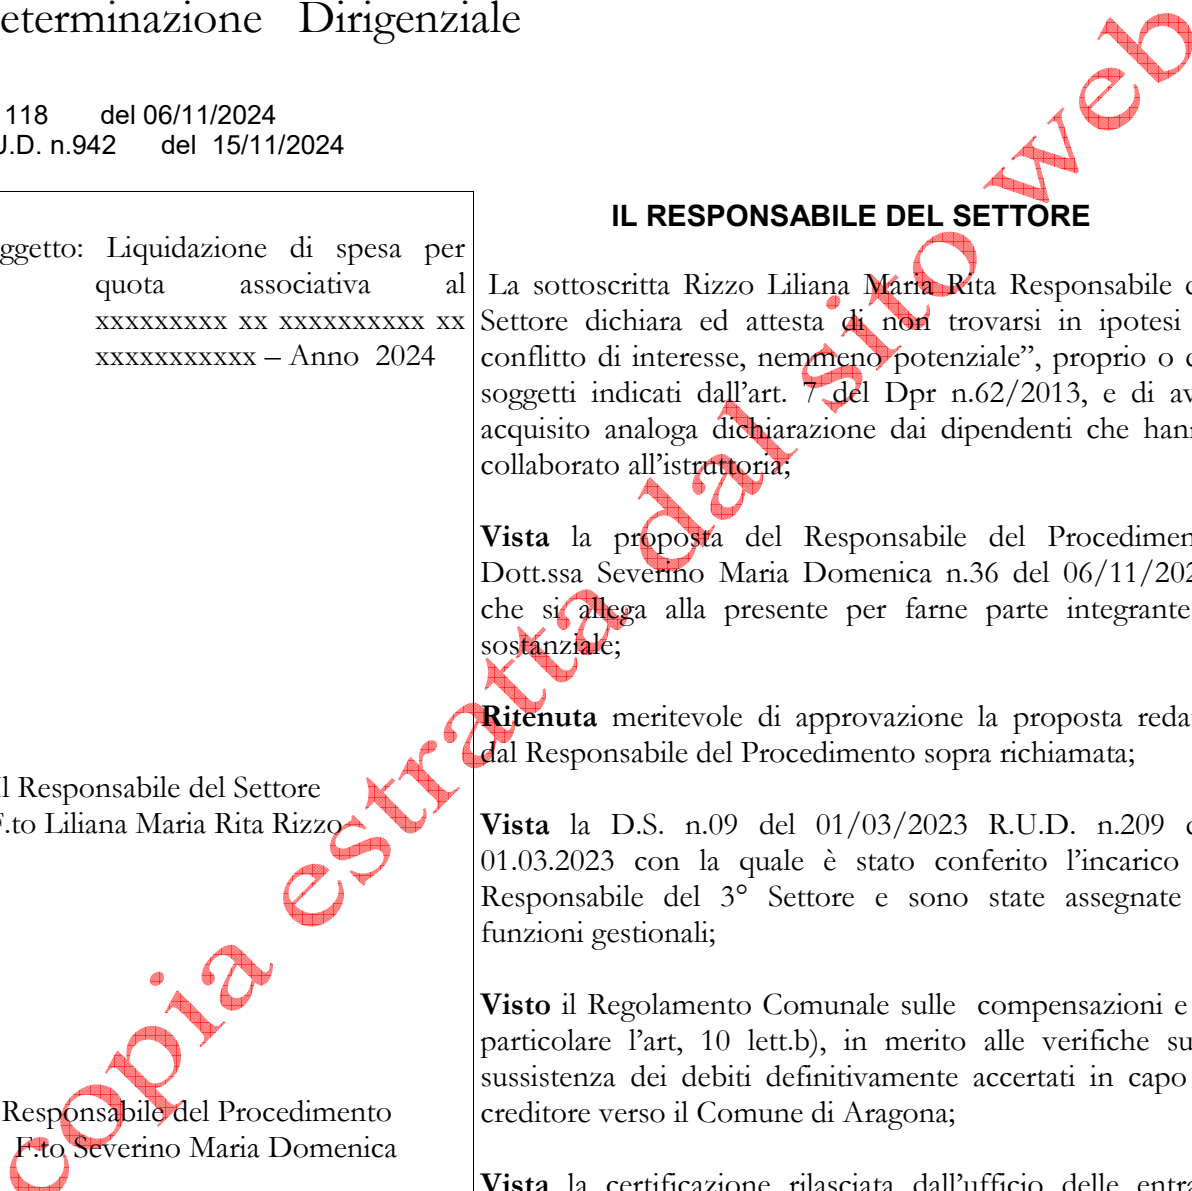 eterminazione Dirigenziale
118 del 06/11/2024
U.D. n.942 del 15/11/2024
ggetto: Liquidazione di spesa per
quota associativa al
xxxxxxxxx xx xxxxxxxxxx xx
xxxxxxxxxxx – Anno 2024
Il Responsabile del Settore
F.to Liliana Maria Rita Rizzo
Responsabile del Procedimento
F.to Severino Maria Domenica
IL RESPONSABILE DEL SETTORE
La sottoscritta Rizzo Liliana Maria Rita Responsabile
Settore dichiara ed attesta di non trovarsi in ipotesi
conflitto di interesse, nemmeno potenziale”, proprio o
soggetti indicati dall’art. 7 del Dpr n.62/2013, e di av
acquisito analoga dichiarazione dai dipendenti che hann
collaborato all’istruttoria;
Vista la proposta del Responsabile del Procedimen
Dott.ssa Severino Maria Domenica n.36 del 06/11/202
che si allega alla presente per farne parte integrante
sostanziale;
Ritenuta meritevole di approvazione la proposta reda
dal Responsabile del Procedimento sopra richiamata;
Vista la D.S. n.09 del 01/03/2023 R.U.D. n.209
01.03.2023 con la quale è stato conferito l’incarico
Responsabile del 3° Settore e sono state assegnate
funzioni gestionali;
Visto il Regolamento Comunale sulle compensazioni e
particolare l’art, 10 lett.b), in merito alle verifiche su
sussistenza dei debiti definitivamente accertati in capo
creditore verso il Comune di Aragona;
Vista la certificazione rilasciata dall’ufficio delle entra
copia estratta dal sito web